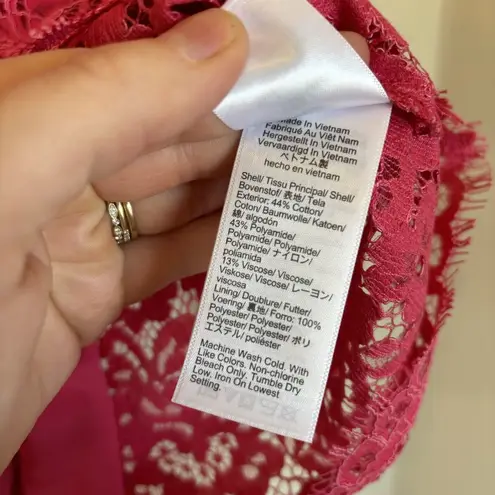 Made In Vietnam
Fabriqué Au Viêt Nam
Hergestellt In Vietnam
Vervaardigd In Vietnam
ベトナム製
hecho en vietnam
Shell/ Tissu Principal/ Shell/
Bovenstof/ 表地/ Tela
Exterior: 44% Cotton/
Coton/ Baumwolle/ Katoen/
綿/ algodón
43% Polyamide/
Polyamide/ Polyamide/
Polyamide/ ナイロン/
poliamida
13% Viscose/ Viscose/
Viskose/ Viscose/ レーヨン/
viscosa
Lining/ Doublure/ Futter/
Voering/ 裏地/ Forro: 100%
Polyester/ Polyester/
Polyester/ Polyester/ ポリ
エステル/ poliéster
Machine Wash Cold. With
Like Colors. Non-chlorine
Bleach Only. Tumble Dry
Low. Iron On Lowest
Setting.